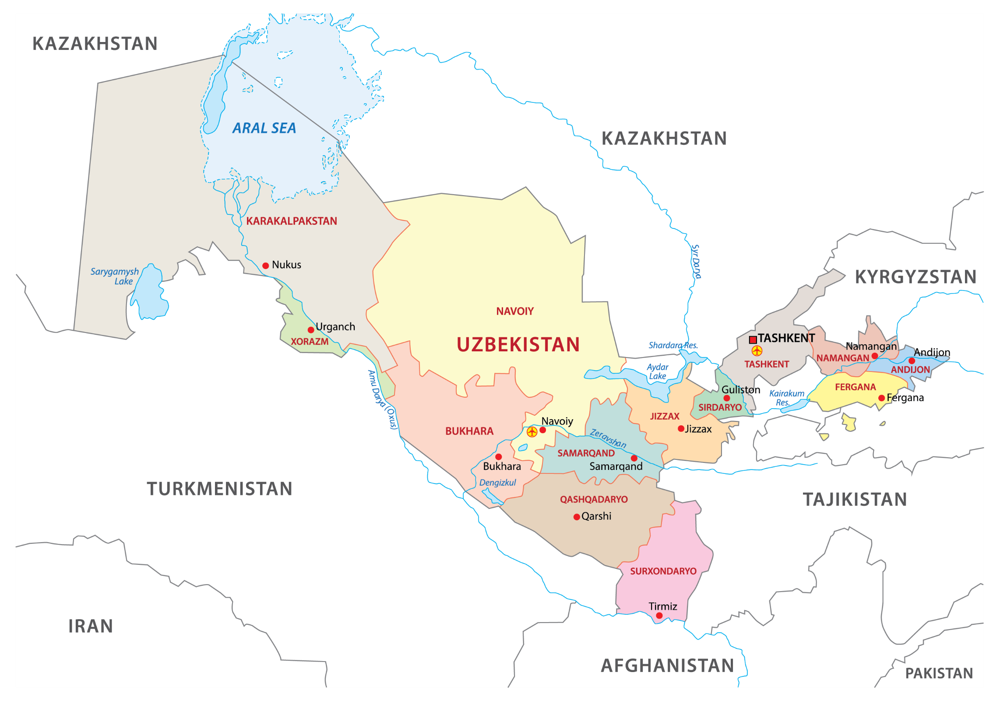 KAZAKHSTAN
ARAL SEA
KAZAKHSTAN
KARAKALPAKSTAN
Syr Darya
Nukus
Sarygamysh
Lake
KYRGYZSTAN
NAVOIY
Urganch
XORAZM
UZBEKISTAN
Shardara Res.
TASHKENT
TASHKENT
Namangan
NAMANGAN
Andijon
ANDIJON
Aydar
Lake
Amu Darya (Oxus)
Guliston
SIRDARYO
Kairakum
Res.
FERGANA
Fergana
JIZZAX
Jizzax
Navoiy
BUKHARA
Zeravshan
SAMARQAND
Samarqand
Bukhara
Dengizkul
TURKMENISTAN
QASHQADARYO
Qarshi
TAJIKISTAN
SURXONDARYO
Tirmiz
IRAN
AFGHANISTAN
PAKISTAN